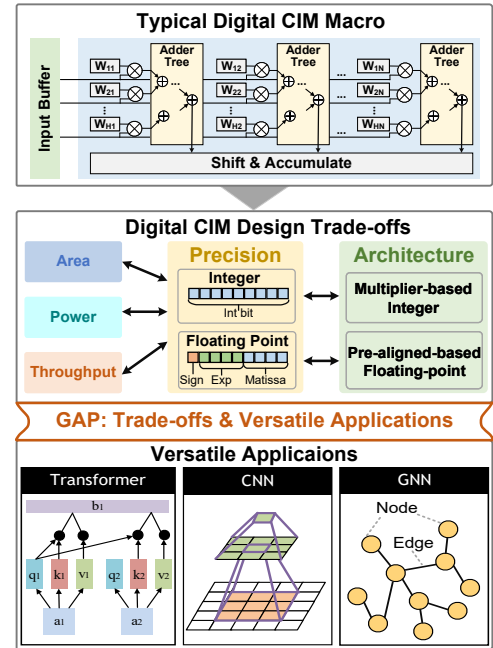 Typical Digital CIM Macro
Input Buffer
W11
W21
⋮
WH1
Adder Tree
...
W12
W22
⋮
WH2
Adder Tree
...
...
...
...
W1N
W2N
⋮
WHN
Adder Tree
...
Shift & Accumulate
Digital CIM Design Trade-offs
Area
Power
Throughput
Precision
Integer
Int bit
Floating Point
Sign Exp Matissa
Architecture
Multiplier-based
Integer
Pre-aligned-based
Floating-point
GAP: Trade-offs & Versatile Applications
Versatile Applicaions
Transformer
b1
q1 k1 v1 q2 k2 v2
a1 a2
CNN
GNN
Node
Edge